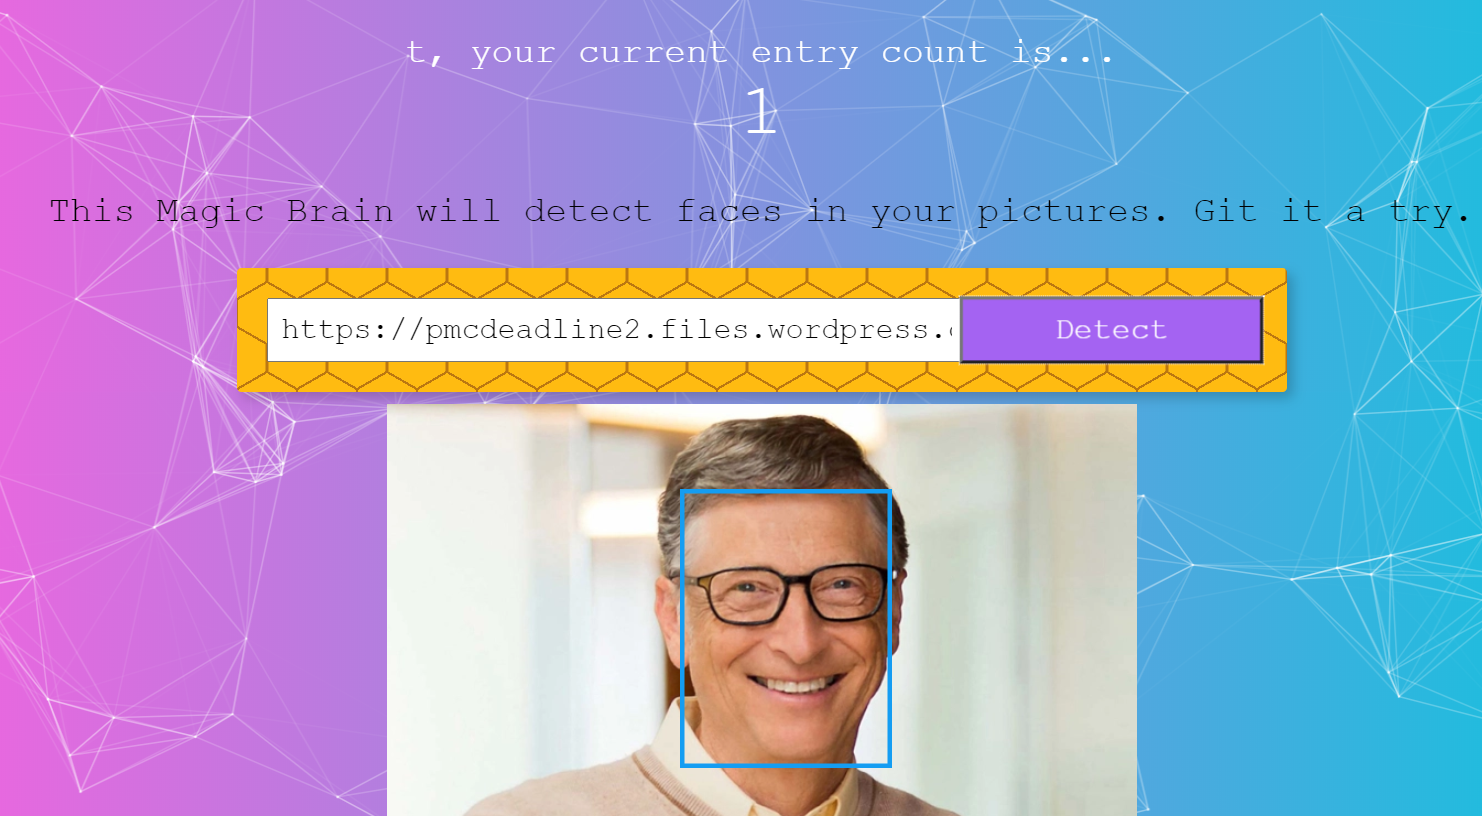 t, your current entry count is...
1
This Magic Brain will detect faces in your pictures. Git it a try.
https://pmcdeadline2.files.wordpress. Detect